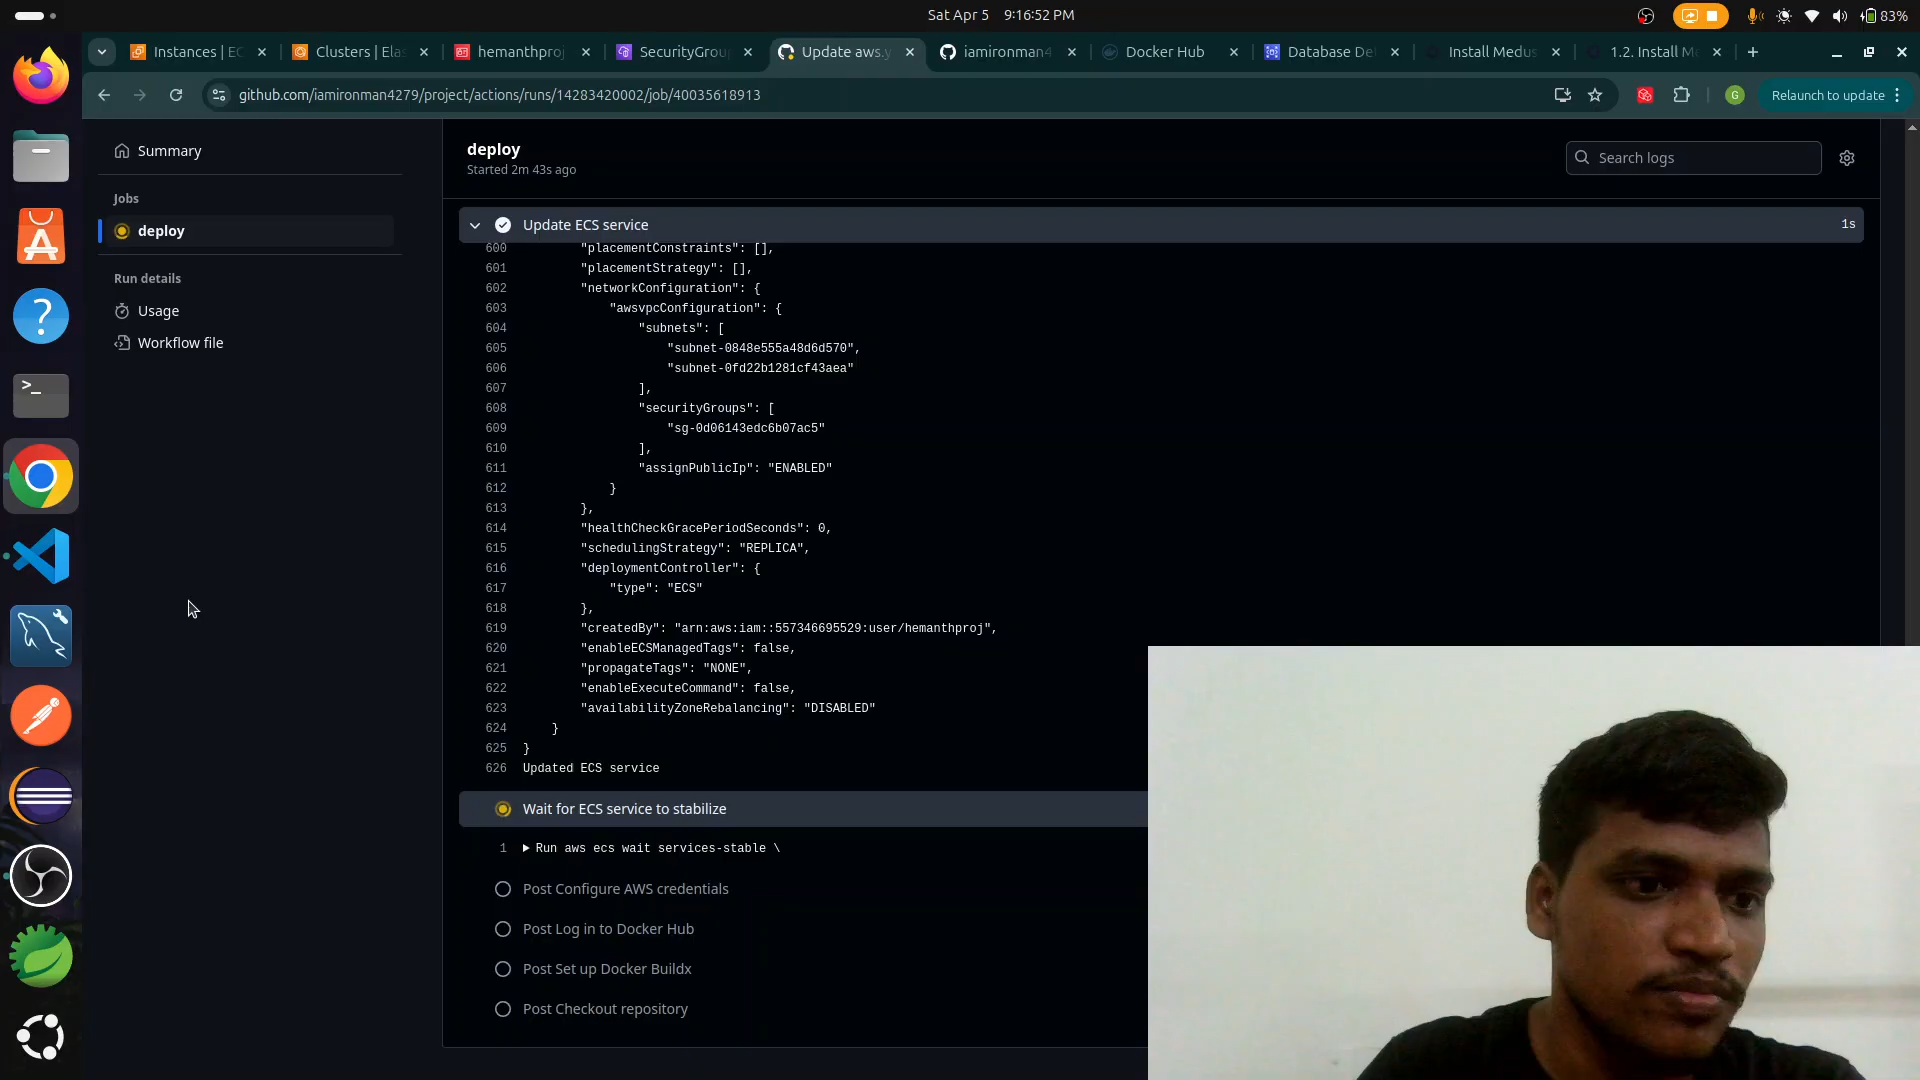 Sat Apr 5 9:16:52 PM
83%
Instances | EC
Clusters | Elas
hemanthproj
SecurityGrou
Update aws.y
iamironman4
Docker Hub
Database De
Install Medus
1.2. Install M
github.com/iamironman4279/project/actions/runs/14283420002/job/40035618913
G
Relaunch to update
Summary
Jobs
deploy
Run details
Usage
Workflow file
deploy
Started 2m 43s ago
Search logs
Update ECS service 1s
600 "placementConstraints": [],
601 "placementStrategy": [],
602 "networkConfiguration": {
603 "awsvpcConfiguration": {
604 "subnets": [
605 "subnet-0848e555a48d6d570",
606 "subnet-0fd22b1281cf43aea"
607 ],
608 "securityGroups": [
609 "sg-0d06143edc6b07ac5"
610 ],
611 "assignPublicIp": "ENABLED"
612 }
613 },
614 "healthCheckGracePeriodSeconds": 0,
615 "schedulingStrategy": "REPLICA",
616 "deploymentController": {
617 "type": "ECS"
618 },
619 "createdBy": "arn:aws:iam::557346695529:user/hemanthproj",
620 "enableECSManagedTags": false,
621 "propagateTags": "NONE",
622 "enableExecuteCommand": false,
623 "availabilityZoneRebalancing": "DISABLED"
624 }
625 }
626 Updated ECS service
Wait for ECS service to stabilize
1 Run aws ecs wait services-stable \
Post Configure AWS credentials
Post Log in to Docker Hub
Post Set up Docker Buildx
Post Checkout repository